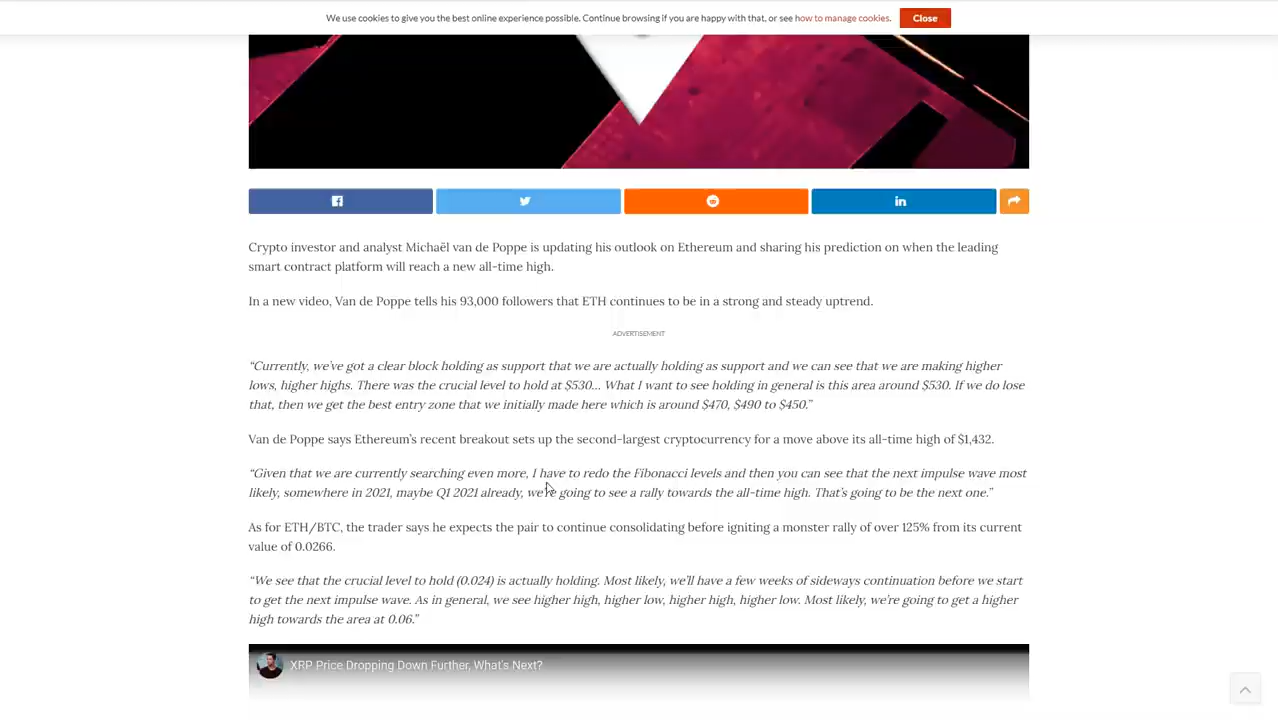 We use cookies to give you the best online experience possible. Continue browsing if you are happy with that, or see how to manage cookies. Close
Crypto investor and analyst Michaël van de Poppe is updating his outlook on Ethereum and sharing his prediction on when the leading
smart contract platform will reach a new all-time high.
In a new video, Van de Poppe tells his 93,000 followers that ETH continues to be in a strong and steady uptrend.
ADVERTISEMENT
“Currently, we’ve got a clear block holding as support that we are actually holding as support and we can see that we are making higher
lows, higher highs. There was the crucial level to hold at $530… What I want to see holding in general is this area around $530. If we do lose
that, then we get the best entry zone that we initially made here which is around $470, $490 to $450.”
Van de Poppe says Ethereum’s recent breakout sets up the second-largest cryptocurrency for a move above its all-time high of $1,432.
“Given that we are currently searching even more, I have to redo the Fibonacci levels and then you can see that the next impulse wave most
likely, somewhere in 2021, maybe Q1 2021 already, we’re going to see a rally towards the all-time high. That’s going to be the next one.”
As for ETH/BTC, the trader says he expects the pair to continue consolidating before igniting a monster rally of over 125% from its current
value of 0.0266.
“We see that the crucial level to hold (0.024) is actually holding. Most likely, we’ll have a few weeks of sideways continuation before we start
to get the next impulse wave. As in general, we see higher high, higher low, higher high, higher low. Most likely, we’re going to get a higher
high towards the area at 0.06.”
XRP Price Dropping Down Further, What's Next?